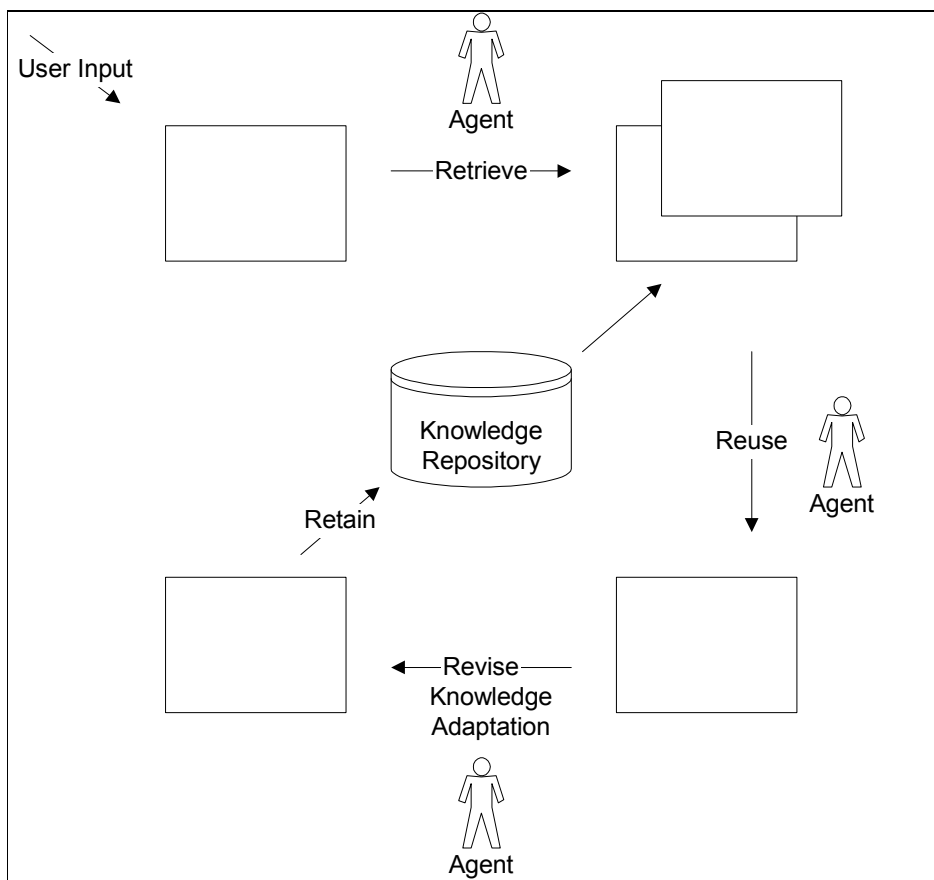 User Input
Agent
Retrieve
Knowledge
Repository
Reuse
Agent
Retain
Revise
Knowledge
Adaptation
Agent